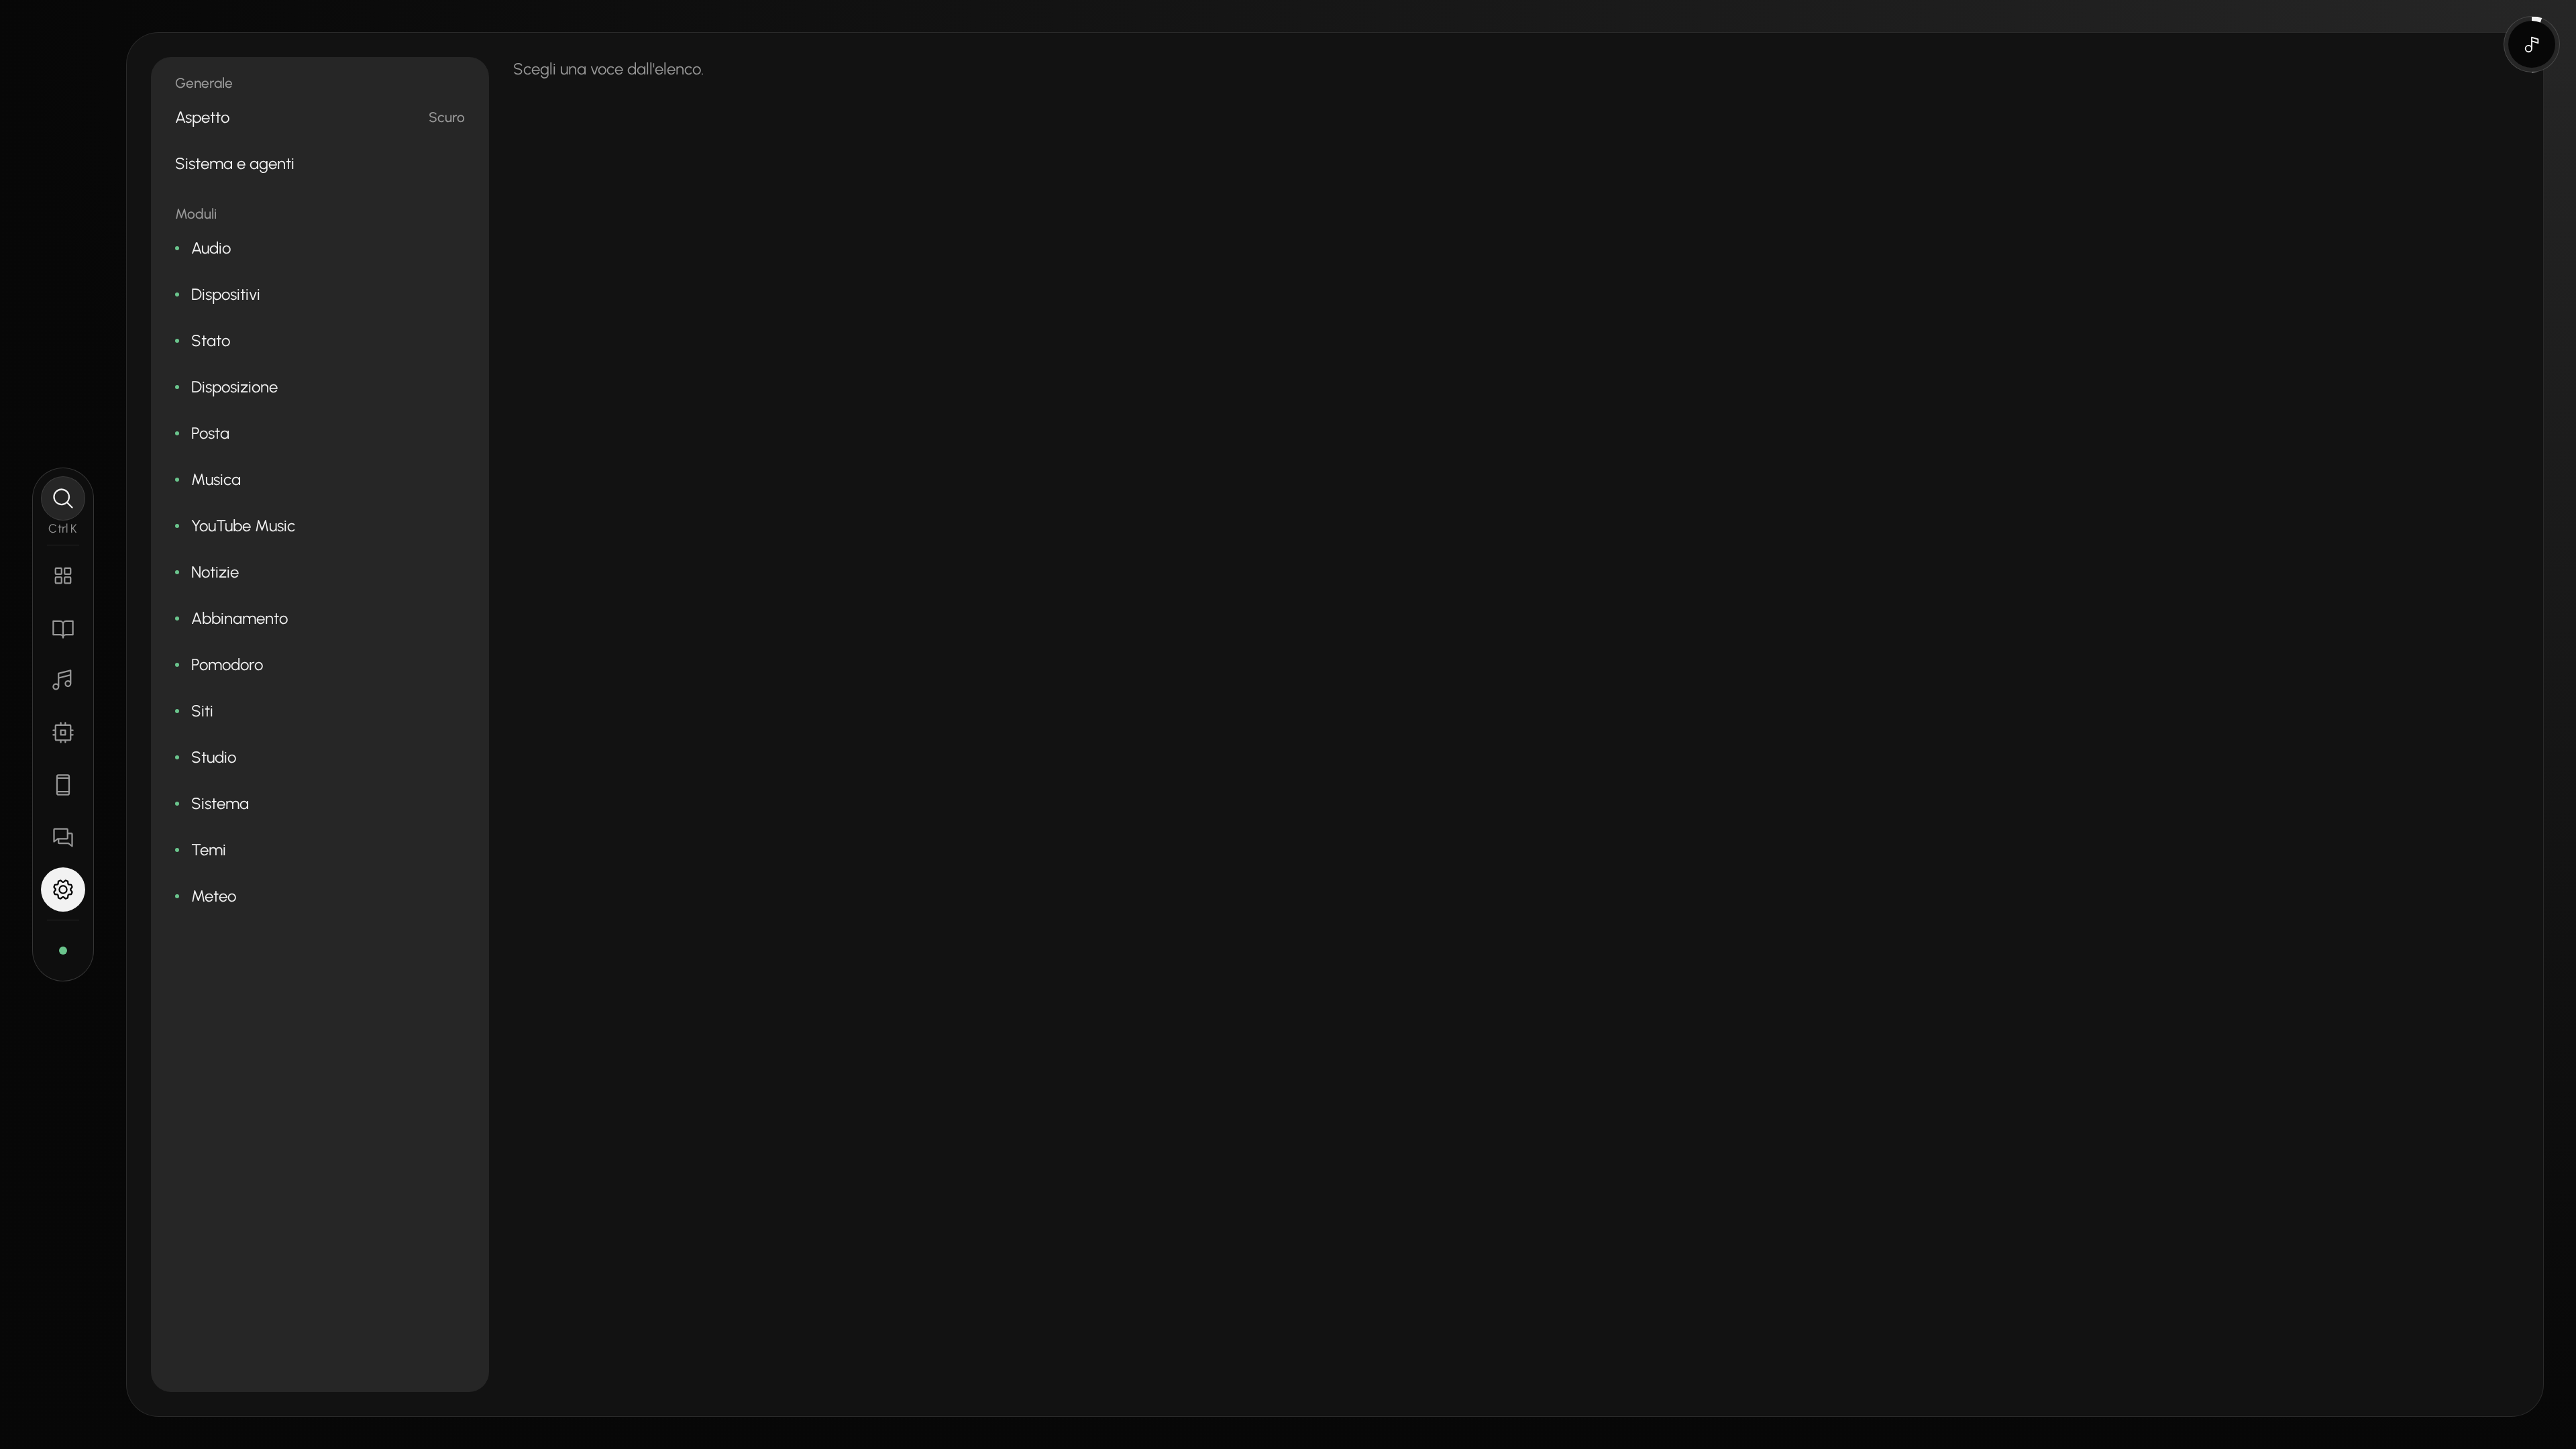 Generale
Aspetto Scuro
Sistema e agenti
Moduli
Audio
Dispositivi
Stato
Disposizione
Posta
Musica
YouTube Music
Notizie
Abbinamento
Pomodoro
Siti
Studio
Sistema
Temi
Meteo
Scegli una voce dall'elenco.
Ctrl K